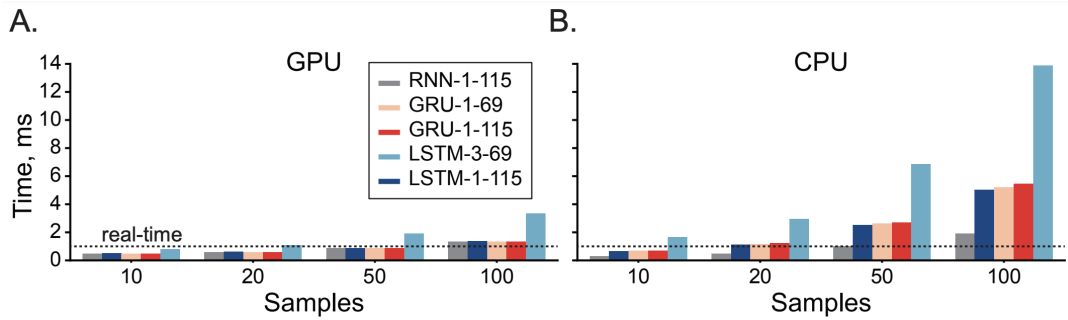 A.
GPU
Time, ms
14
12
10
8
6
4
2
0
real-time
RNN-1-115
GRU-1-69
GRU-1-115
LSTM-3-69
LSTM-1-115
10 20 50 100
Samples
B.
CPU
10 20 50 100
Samples